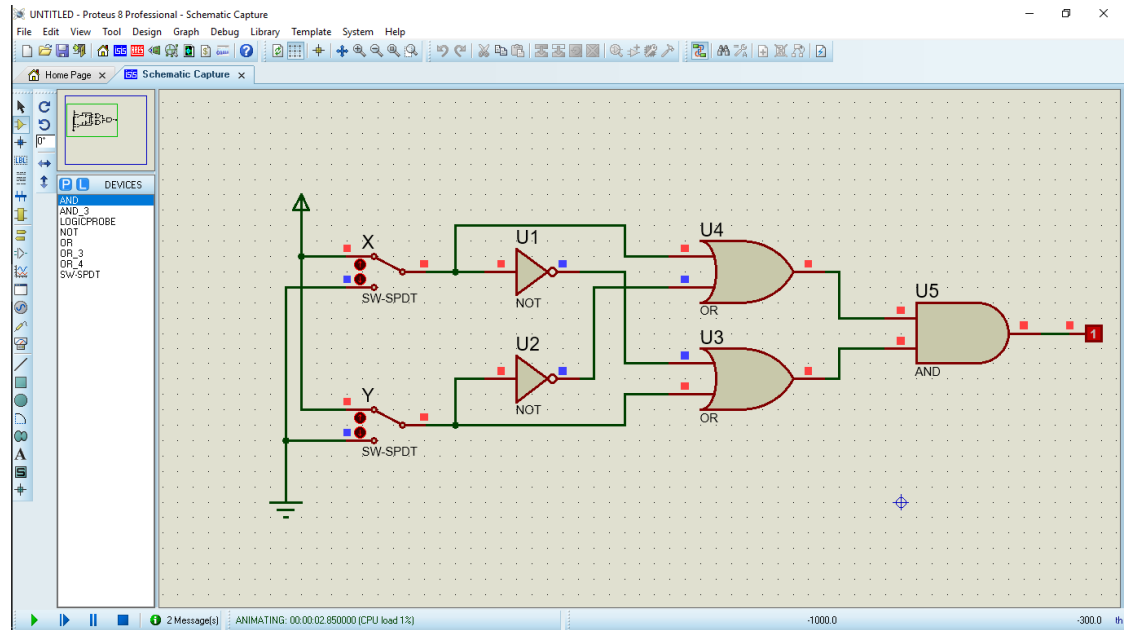 UNTITLED - Proteus 8 Professional - Schematic Capture
File Edit View Tool Design Graph Debug Library Template System Help
Home Page
Schematic Capture
0°
LBL
P L DEVICES
AND
AND_3
LOGICPROBE
NOT
OR
OR_3
OR_4
SW-SPDT
A
S
X
SW-SPDT
Y
SW-SPDT
U1
NOT
U2
NOT
U4
OR
U3
OR
U5
AND
1
2 Message(s) ANIMATING: 00:00:02.850000 (CPU load 1%) -1000.0 -300.0 th